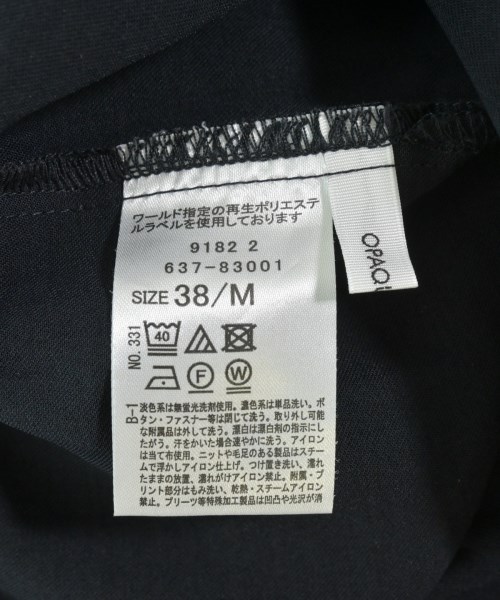 ワールド指定の再生ポリエステ
ルラベルを使用しております
9182 2
637-83001
SIZE 38/M
NO. 331
40
F
W
B-1
淡色系は無蛍光洗剤使用。濃色系は単品洗い。ボ
タン・ファスナー等は閉じて洗う。取り外し可能
な附属品は外して洗う。漂白は漂白剤の指示にし
たがう。汗をかいた場合速やかに洗う。アイロン
は当て布使用。ニットや毛足のある製品はスチー
ムで浮かしアイロン仕上げ。つけ置き洗い、濡れ
たままの放置、濡れがけアイロン禁止。附属・プ
リント部分はもみ洗い、乾熱・スチームアイロン
禁止。プリーツ等特殊加工製品は凹凸や光沢が消
OPAQU